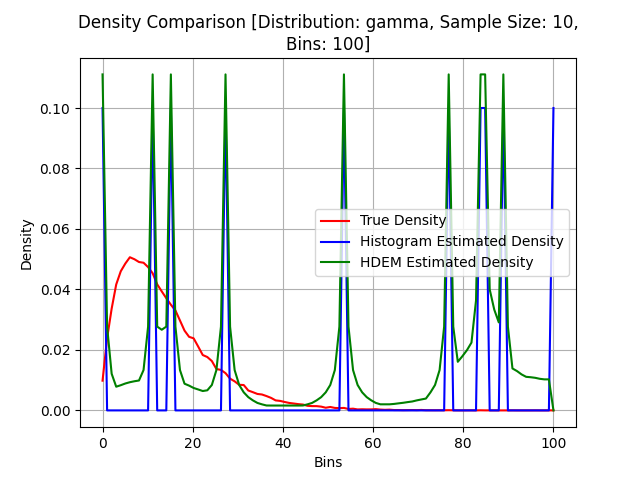 Density Comparison [Distribution: gamma, Sample Size: 10,
Bins: 100]
Density
0.10
0.08
0.06
0.04
0.02
0.00
True Density
Histogram Estimated Density
HDEM Estimated Density
0 20 40 60 80 100
Bins